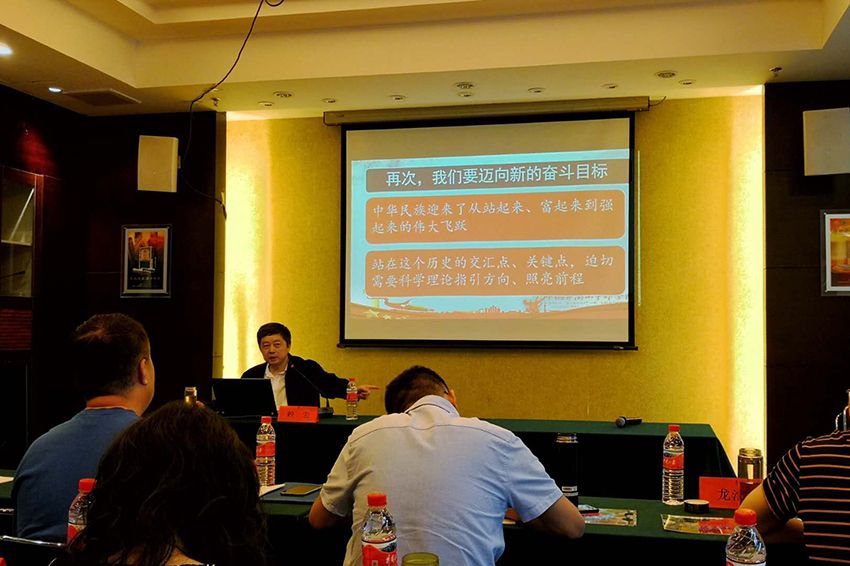 再次，我们要迈向新的奋斗目标
中华民族迎来了从站起来、富起来到强
起来的伟大飞跃
站在这个历史的交汇点、关键点，迫切
需要科学理论指引方向、照亮前程
龙